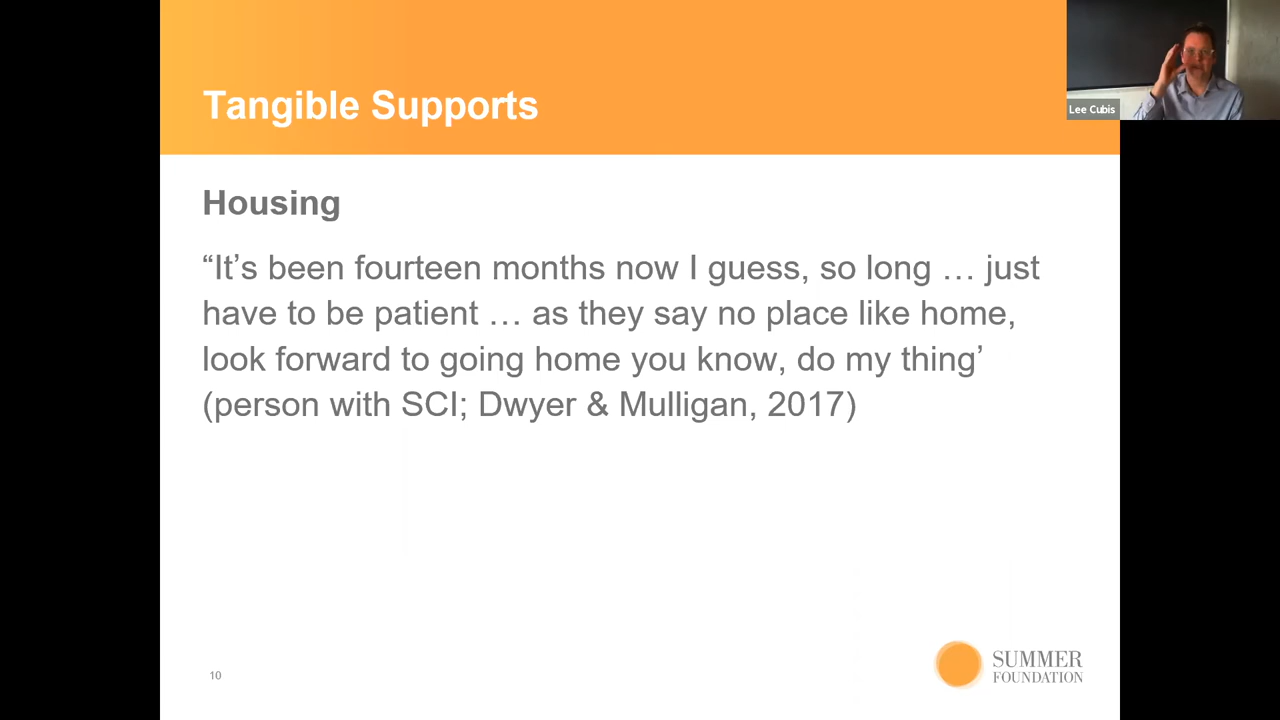 Tangible Supports
Lee Cubis
Housing
“It’s been fourteen months now I guess, so long … just
have to be patient … as they say no place like home,
look forward to going home you know, do my thing’
(person with SCI; Dwyer & Mulligan, 2017)
10
SUMMER
FOUNDATION